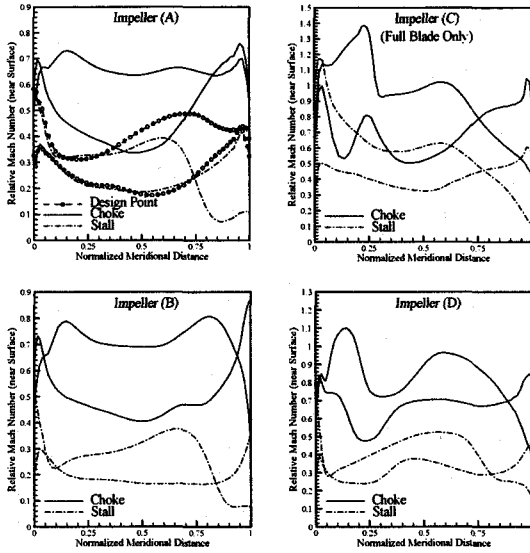 Impeller (A)
Relative Mach Number (near Surface)
0.9
0.8
0.7
0.6
0.5
0.4
0.3
0.2
0.1
0
Design Point
Choke
Stall
0 0.25 0.5 0.75 1
Normalized Meridional Distance
Impeller (C)
(Full Blade Only)
Relative Mach Number (near Surface)
1.5
1.4
1.3
1.2
1.1
1
0.9
0.8
0.7
0.6
0.5
0.4
0.3
0.2
0.1
0
Choke
Stall
0 0.25 0.5 0.75 1
Normalized Meridional Distance
Impeller (B)
Relative Mach Number (near Surface)
0.9
0.8
0.7
0.6
0.5
0.4
0.3
0.2
0.1
0
Choke
Stall
0 0.25 0.5 0.75 1
Normalized Meridional Distance
Impeller (D)
Relative Mach Number (near Surface)
1.3
1.2
1.1
1
0.9
0.8
0.7
0.6
0.5
0.4
0.3
0.2
0.1
0
Choke
Stall
0 0.25 0.5 0.75 1
Normalized Meridional Distance